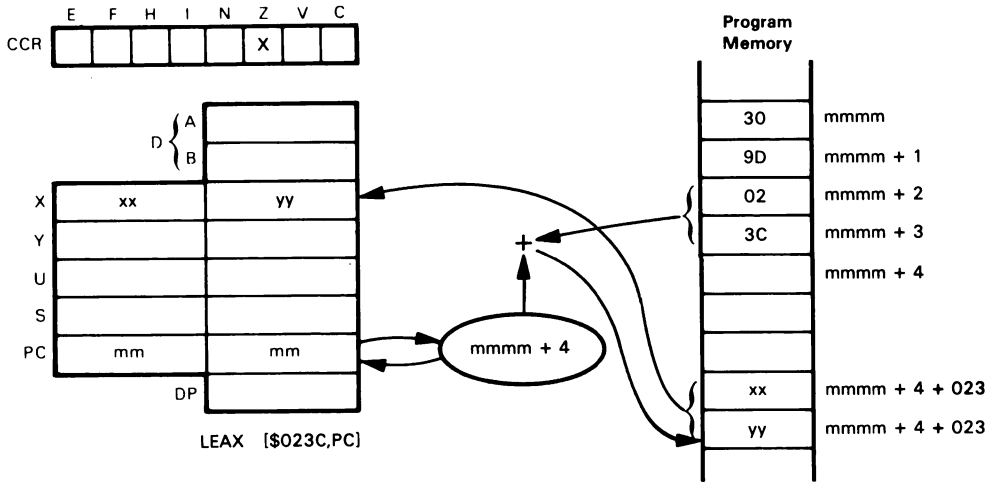 E F H I N Z V C
CCR X
Program
Memory
30 mmmm
9D mmmm + 1
02 mmmm + 2
3C mmmm + 3
mmmm + 4
D { A
B
X xx yy
Y
U
S
PC mm mm
DP
+
mmmm + 4
xx mmmm + 4 + 023
yy mmmm + 4 + 023
LEAX [$023C,PC]